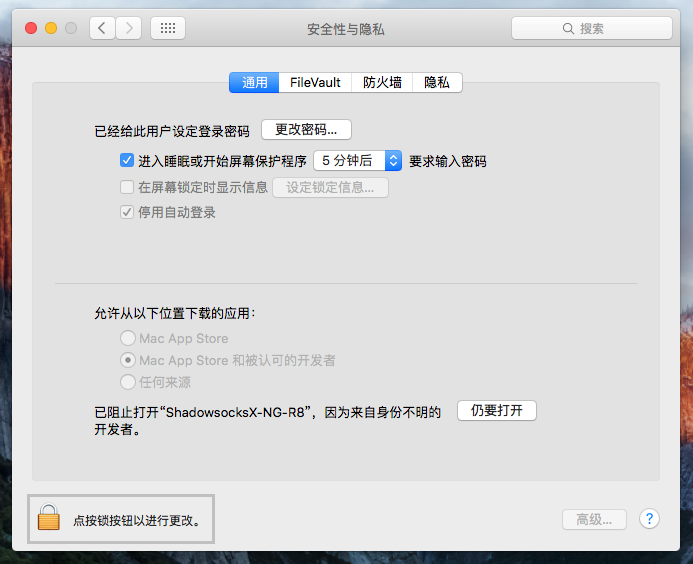 安全性与隐私
搜索
通用
FileVault
防火墙
隐私
已经给此用户设定登录密码
更改密码...
进入睡眠或开始屏幕保护程序
5 分钟后
要求输入密码
在屏幕锁定时显示信息
设定锁定信息...
停用自动登录
允许从以下位置下载的应用：
Mac App Store
Mac App Store 和被认可的开发者
任何来源
已阻止打开“ShadowsocksX-NG-R8”，因为来自身份不明的
开发者。
仍要打开
点按锁按钮以进行更改。
高级...
?